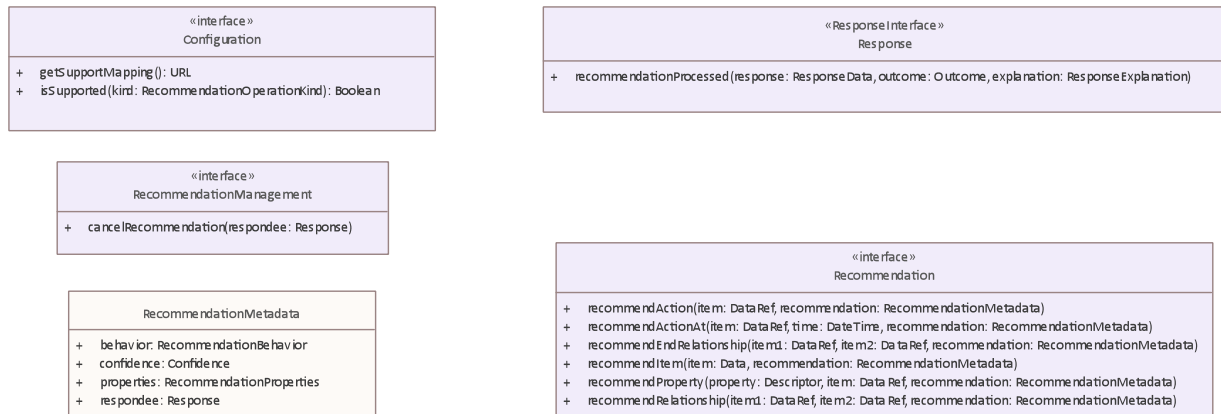 «interface»
Configuration
+ getSupportMapping(): URL
+ isSupported(kind: RecommendationOperationKind): Boolean
«ResponseInterface»
Response
+ recommendationProcessed(response: ResponseData, outcome: Outcome, explanation: ResponseExplanation)
«interface»
RecommendationManagement
+ cancelRecommendation(respondee: Response)
«interface»
Recommendation
+ recommendAction(item: DataRef, recommendation: RecommendationMetadata)
+ recommendActionAt(item: DataRef, time: DateTime, recommendation: RecommendationMetadata)
+ recommendEndRelationship(item1: DataRef, item2: DataRef, recommendation: RecommendationMetadata)
+ recommendItem(item: Data, recommendation: RecommendationMetadata)
+ recommendProperty(property: Descriptor, item: DataRef, recommendation: RecommendationMetadata)
+ recommendRelationship(item1: DataRef, item2: DataRef, recommendation: RecommendationMetadata)
RecommendationMetadata
+ behavior: RecommendationBehavior
+ confidence: Confidence
+ properties: RecommendationProperties
+ respondee: Response